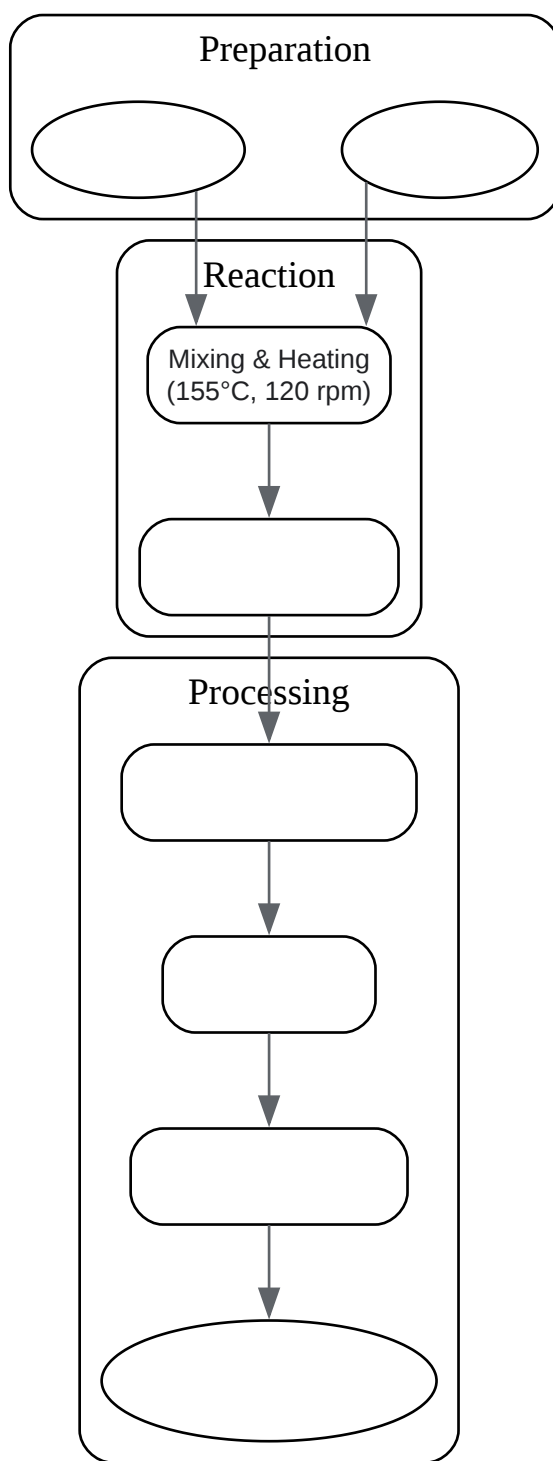 Preparation
Reaction
Mixing & Heating
(155°C, 120 rpm)
Processing